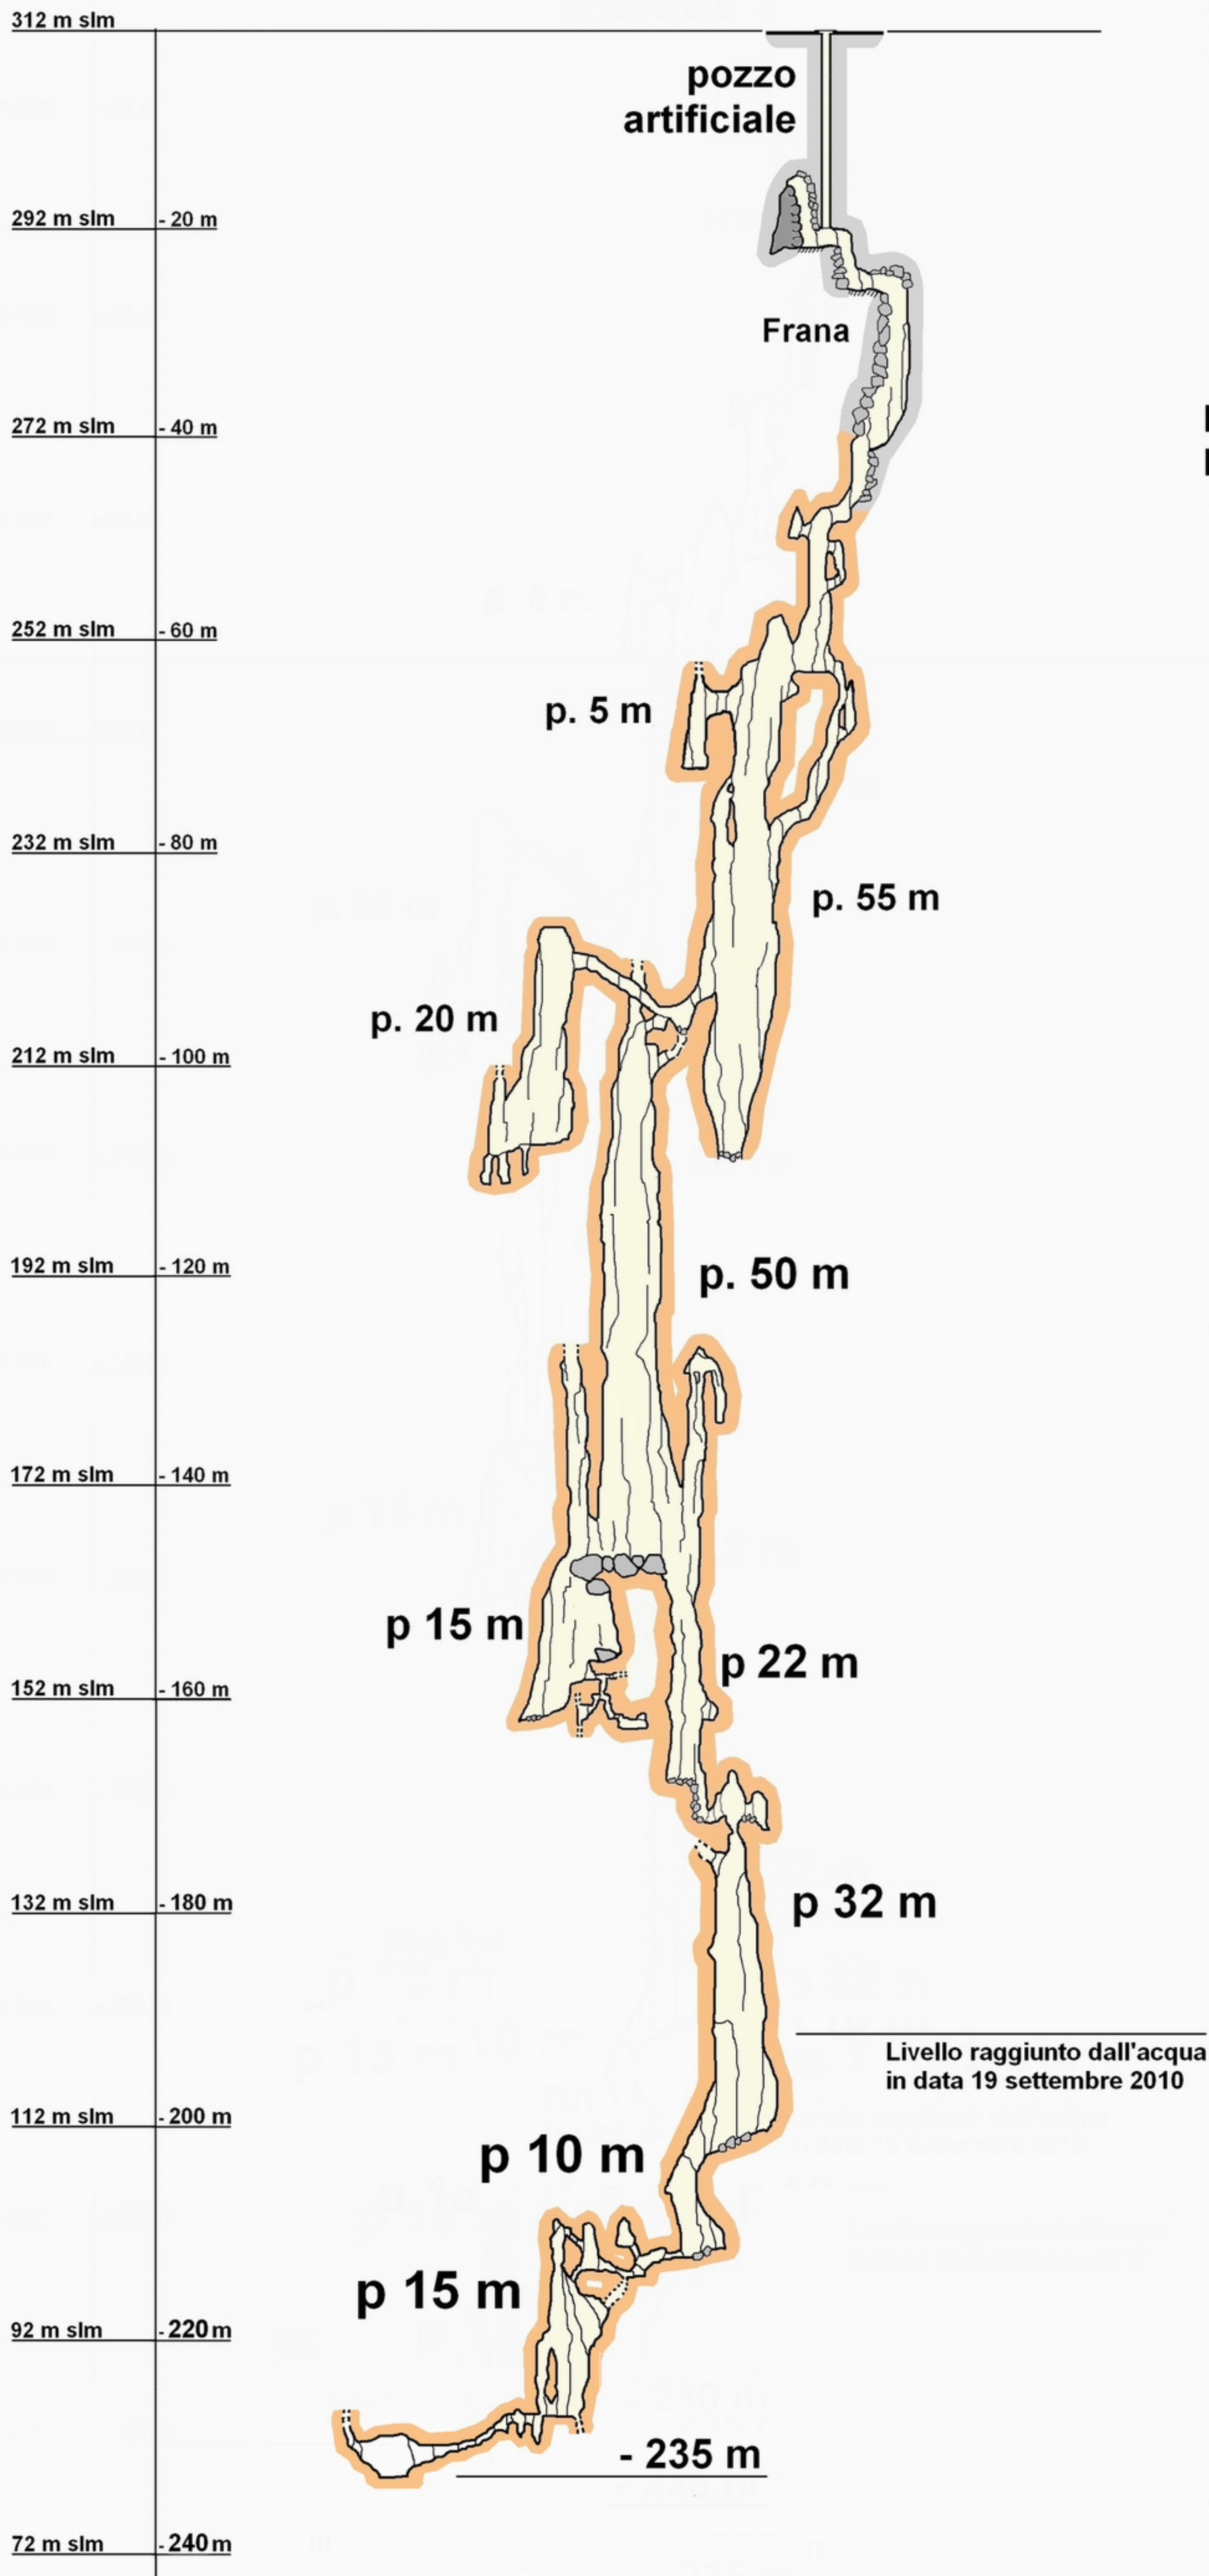 312 m slm
pozzo
artificiale
292 m slm - 20 m
Frana
272 m slm - 40 m
252 m slm - 60 m
p. 5 m
232 m slm - 80 m
p. 55 m
p. 20 m
212 m slm - 100 m
192 m slm - 120 m
p. 50 m
172 m slm - 140 m
p 15 m
p 22 m
152 m slm - 160 m
132 m slm - 180 m
p 32 m
Livello raggiunto dall'acqua
in data 19 settembre 2010
112 m slm - 200 m
p 10 m
p 15 m
92 m slm - 220 m
- 235 m
72 m slm - 240 m